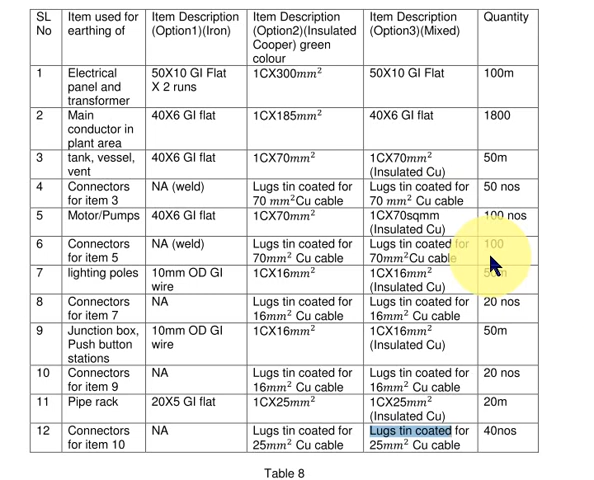 SL No | Item used for earthing of | Item Description (Option1)(Iron) | Item Description (Option2)(Insulated Cooper) green colour | Item Description (Option3)(Mixed) | Quantity
1 | Electrical panel and transformer | 50X10 GI Flat X 2 runs | 1CX300mm² | 50X10 GI Flat | 100m
2 | Main conductor in plant area | 40X6 GI flat | 1CX185mm² | 40X6 GI flat | 1800
3 | tank, vessel, vent | 40X6 GI flat | 1CX70mm² | 1CX70mm² (Insulated Cu) | 50m
4 | Connectors for item 3 | NA (weld) | Lugs tin coated for 70 mm²Cu cable | Lugs tin coated for 70 mm² Cu cable | 50 nos
5 | Motor/Pumps | 40X6 GI flat | 1CX70mm² | 1CX70sqmm (Insulated Cu) | 100 nos
6 | Connectors for item 5 | NA (weld) | Lugs tin coated for 70mm² Cu cable | Lugs tin coated for 70mm²Cu cable | 100
7 | lighting poles | 10mm OD GI wire | 1CX16mm² | 1CX16mm² (Insulated Cu) |
8 | Connectors for item 7 | NA | Lugs tin coated for 16mm² Cu cable | Lugs tin coated for 16mm² Cu cable | 20 nos
9 | Junction box, Push button stations | 10mm OD GI wire | 1CX16mm² | 1CX16mm² (Insulated Cu) | 50m
10 | Connectors for item 9 | NA | Lugs tin coated for 16mm² Cu cable | Lugs tin coated for 16mm² Cu cable | 20 nos
11 | Pipe rack | 20X5 GI flat | 1CX25mm² | 1CX25mm² (Insulated Cu) | 20m
12 | Connectors for item 10 | NA | Lugs tin coated for 25mm² Cu cable | Lugs tin coated for 25mm² Cu cable | 40nos
Table 8